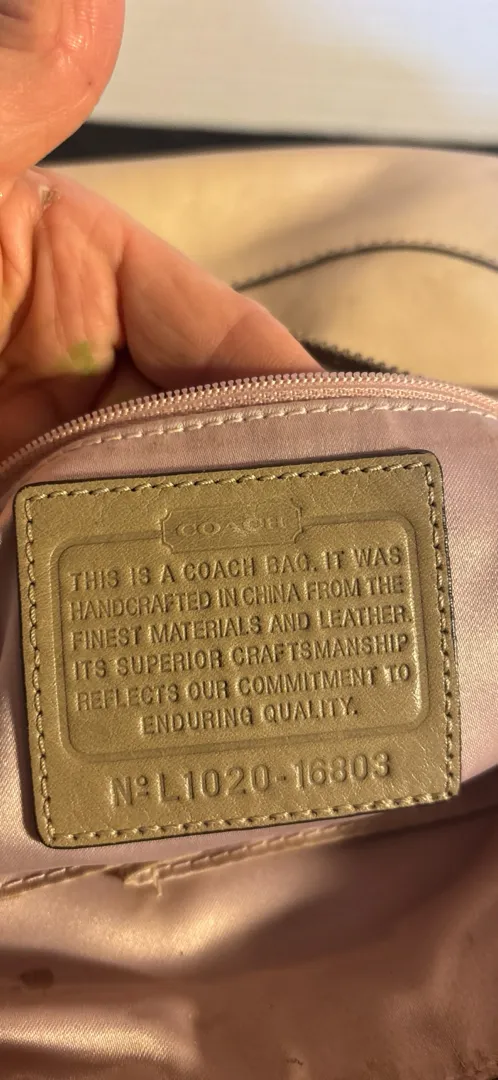 COACH
THIS IS A COACH BAG. IT WAS
HANDCRAFTED IN CHINA FROM THE
FINEST MATERIALS AND LEATHER.
ITS SUPERIOR CRAFTSMANSHIP
REFLECTS OUR COMMITMENT TO
ENDURING QUALITY.
Nº L1020-16803